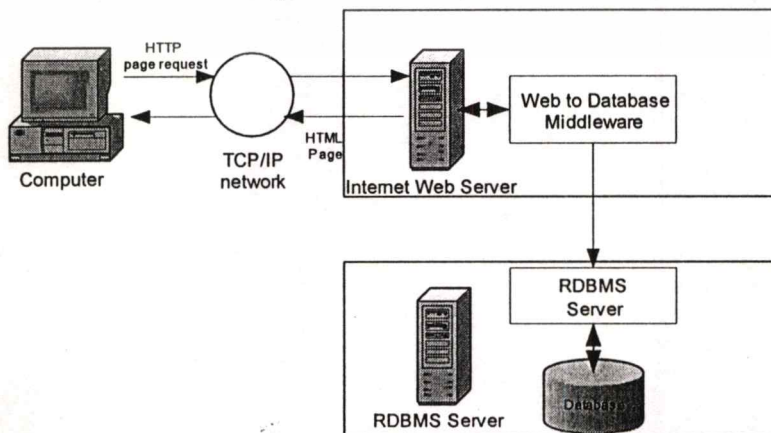 HTTP
page request
Computer
TCP/IP
network
HTML
Page
Internet Web Server
Web to Database
Middleware
RDBMS
Server
RDBMS Server
Database